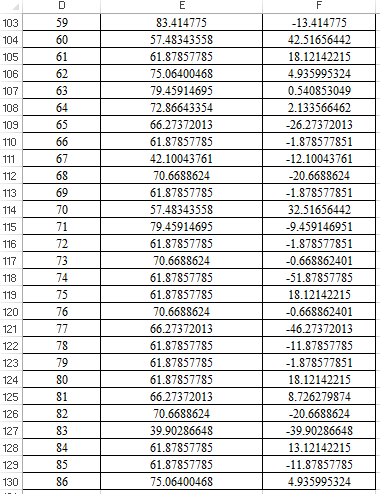 D E F
103 59 83.414775 -13.414775
104 60 57.48343558 42.51656442
105 61 61.87857785 18.12142215
106 62 75.06400468 4.935995324
107 63 79.45914695 0.540853049
108 64 72.86643354 2.133566462
109 65 66.27372013 -26.27372013
110 66 61.87857785 -1.878577851
111 67 42.10043761 -12.10043761
112 68 70.6688624 -20.6688624
113 69 61.87857785 -1.878577851
114 70 57.48343558 32.51656442
115 71 79.45914695 -9.459146951
116 72 61.87857785 -1.878577851
117 73 70.6688624 -0.668862401
118 74 61.87857785 -51.87857785
119 75 61.87857785 18.12142215
120 76 70.6688624 -0.668862401
121 77 66.27372013 -46.27372013
122 78 61.87857785 -11.87857785
123 79 61.87857785 -1.878577851
124 80 61.87857785 18.12142215
125 81 66.27372013 8.726279874
126 82 70.6688624 -20.6688624
127 83 39.90286648 -39.90286648
128 84 61.87857785 13.12142215
129 85 61.87857785 -11.87857785
130 86 75.06400468 4.935995324